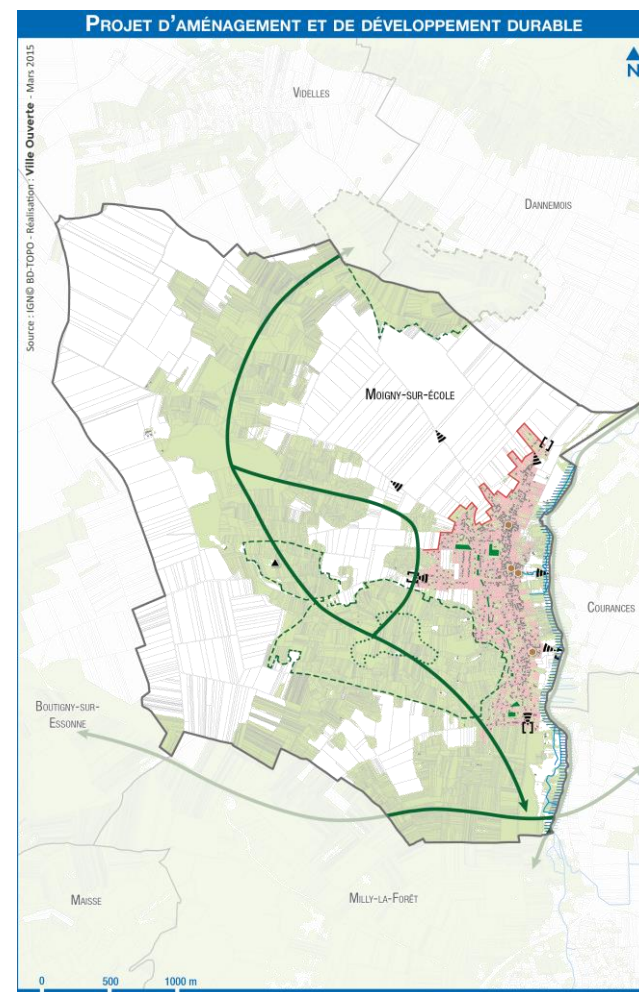 PROJET D'AMÉNAGEMENT ET DE DÉVELOPPEMENT DURABLE
N
Source : IGN© BD-TOPO - Réalisation : Ville Ouverte - Mars 2015
VIDELLES
DANNEMOIS
MOIGNY-SUR-ÉCOLE
COURANCES
BOUTIGNY-SUR-
ESSONNE
MAISSE
MILLY-LA-FORÊT
0 500 1000 m